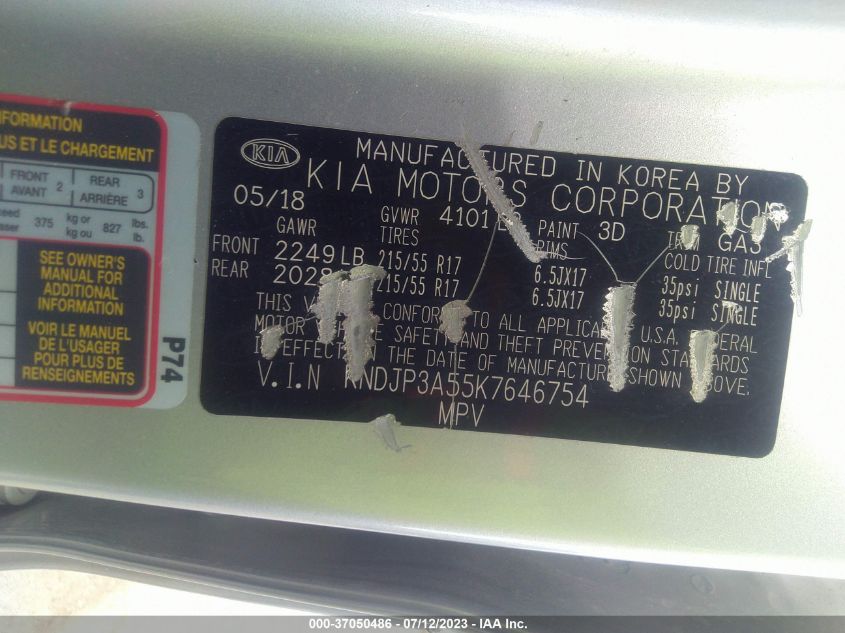 INFORMATION
US ET LE CHARGEMENT
FRONT 2 REAR 3
AVANT ARRIÈRE
xceed 375 kg or 827 lbs.
sser kg ou lb.
SEE OWNER'S
MANUAL FOR
ADDITIONAL
INFORMATION
VOIR LE MANUEL
DE L'USAGER
POUR PLUS DE
RENSEIGNEMENTS
P74
KIA
MANUFACTURED IN KOREA BY
KIA MOTORS CORPORATION
05/18 GVWR 4101 PAINT 3D GA3
GAWR TIRES COLD TIRE INFL
FRONT 2249LB 215/55 R17 6.5JX17 35psi SINGLE
REAR 2028 215/55 R17 6.5JX17 35psi SINGLE
THIS CONFORMS TO ALL U.S.A.
MOTOR SAFETY AND THEFT PREVENTION STANDARDS
IN EFFECT THE DATE OF MANUFACTURE SHOWN ABOVE.
V.I.N KNDJP3A55K7646754
MPV
000-37050486 - 07/12/2023 - IAA Inc.